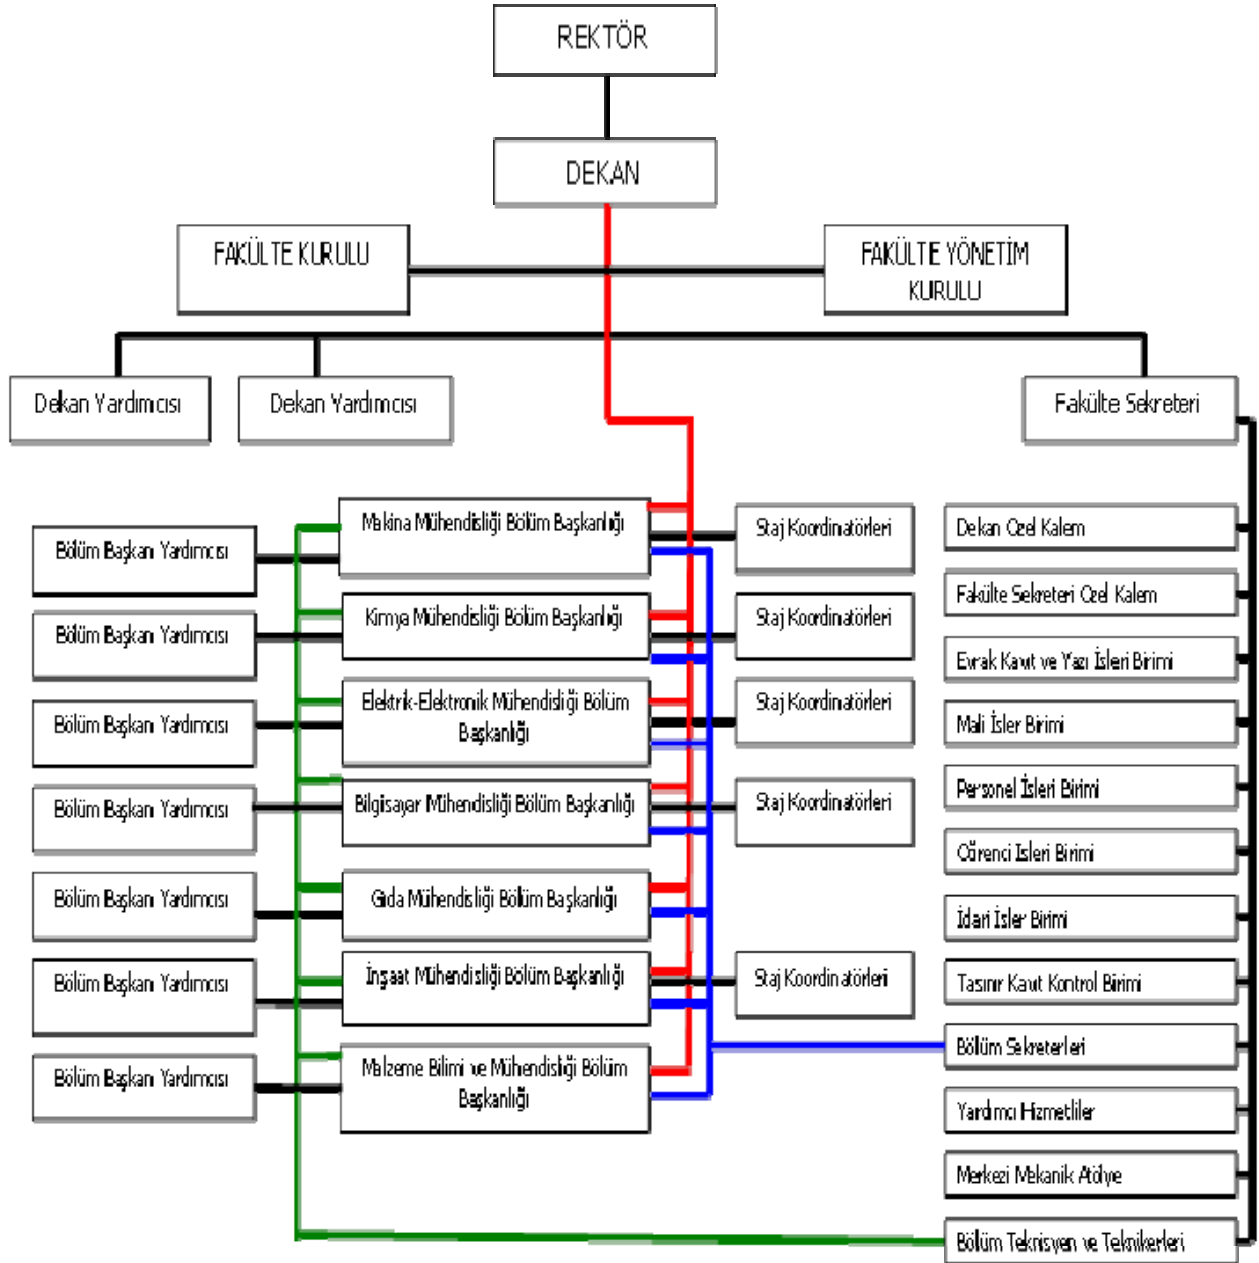 REKTÖR
DEKAN
FAKÜLTE KURULU
FAKÜLTE YÖNETİM
KURULU
Dekan Yardımcısı
Dekan Yardımcısı
Fakülte Sekreteri
Makina Mühendisliği Bölüm Başkanlığı
Bölüm Başkan Yardımcısı
Staj Koordinatörleri
Dekan Özel Kalem
Kimya Mühendisliği Bölüm Başkanlığı
Bölüm Başkan Yardımcısı
Staj Koordinatörleri
Fakülte Sekreteri Özel Kalem
Evrak Kayıt ve Yazı İşleri Birimi
Elektrik-Elektronik Mühendisliği Bölüm
Başkanlığı
Bölüm Başkan Yardımcısı
Staj Koordinatörleri
Mali İşler Birimi
Personel İşleri Birimi
Bilgisayar Mühendisliği Bölüm Başkanlığı
Bölüm Başkan Yardımcısı
Staj Koordinatörleri
Öğrenci İşleri Birimi
Gıda Mühendisliği Bölüm Başkanlığı
Bölüm Başkan Yardımcısı
İdari İşler Birimi
İnşaat Mühendisliği Bölüm Başkanlığı
Bölüm Başkan Yardımcısı
Staj Koordinatörleri
Taşınır Kayıt Kontrol Birimi
Bölüm Sekreterleri
Malzeme Bilimi ve Mühendisliği Bölüm
Başkanlığı
Bölüm Başkan Yardımcısı
Yardımcı Hizmetliler
Merkezi Mekanik Atölye
Bölüm Teknisyen ve Teknikerleri